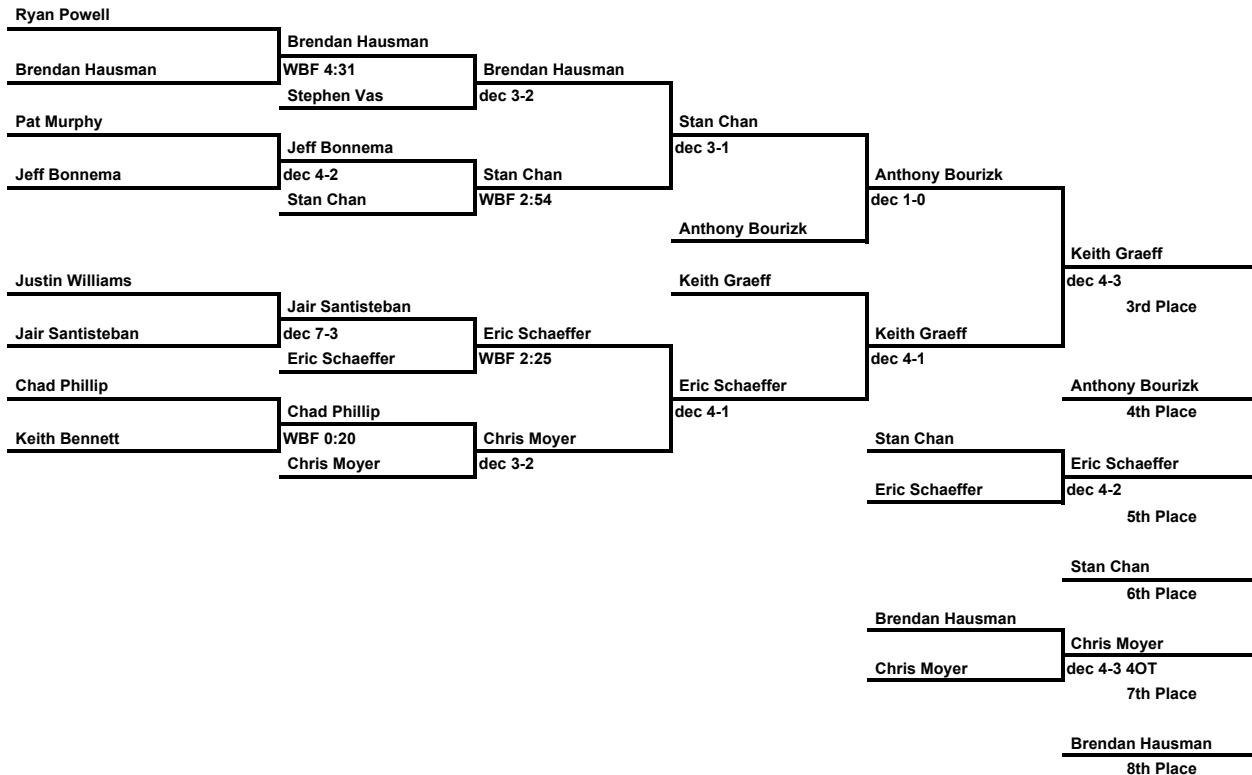 Ryan Powell
Brendan Hausman
Brendan Hausman
WBF 4:31
Brendan Hausman
Stephen Vas
dec 3-2
Pat Murphy
Stan Chan
Jeff Bonnema
dec 3-1
Jeff Bonnema
dec 4-2
Stan Chan
Anthony Bourizk
Stan Chan
WBF 2:54
dec 1-0
Anthony Bourizk
Keith Graeff
Justin Williams
Keith Graeff
dec 4-3
Jair Santisteban
3rd Place
Jair Santisteban
dec 7-3
Eric Schaeffer
Keith Graeff
Eric Schaeffer
WBF 2:25
dec 4-1
Chad Phillip
Eric Schaeffer
Anthony Bourizk
Chad Phillip
dec 4-1
4th Place
Keith Bennett
WBF 0:20
Chris Moyer
Stan Chan
Chris Moyer
dec 3-2
Eric Schaeffer
Eric Schaeffer
dec 4-2
5th Place
Stan Chan
6th Place
Brendan Hausman
Chris Moyer
Chris Moyer
dec 4-3 4OT
7th Place
Brendan Hausman
8th Place